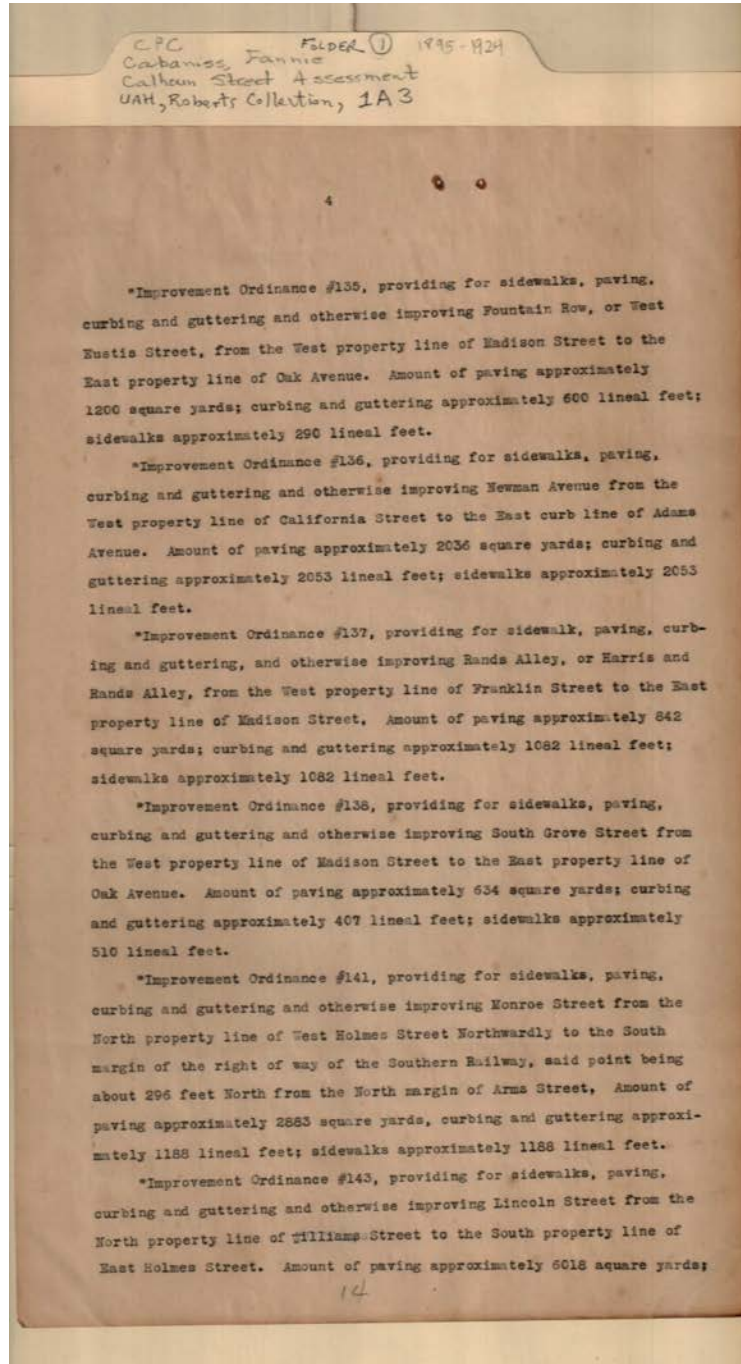 CPC FOLDER ① 1895-1924
Cabaniss, Fannie
Calhoun Street Assessment
UAH, Roberts Collection, 1A3
4
"Improvement Ordinance #135, providing for sidewalks, paving,
curbing and guttering and otherwise improving Fountain Row, or West
Eustis Street, from the West property line of Madison Street to the
East property line of Oak Avenue. Amount of paving approximately
1200 square yards; curbing and guttering approximately 600 lineal feet;
sidewalks approximately 290 lineal feet.
"Improvement Ordinance #136, providing for sidewalks, paving,
curbing and guttering and otherwise improving Newman Avenue from the
West property line of California Street to the East curb line of Adams
Avenue. Amount of paving approximately 2036 square yards; curbing and
guttering approximately 2053 lineal feet; sidewalks approximately 2053
lineal feet.
"Improvement Ordinance #137, providing for sidewalk, paving, curb-
ing and guttering, and otherwise improving Rands Alley, or Harris and
Rands Alley, from the West property line of Franklin Street to the East
property line of Madison Street, Amount of paving approximately 842
square yards; curbing and guttering approximately 1082 lineal feet;
sidewalks approximately 1082 lineal feet.
"Improvement Ordinance #138, providing for sidewalks, paving,
curbing and guttering and otherwise improving South Grove Street from
the West property line of Madison Street to the East property line of
Oak Avenue. Amount of paving approximately 634 square yards; curbing
and guttering approximately 407 lineal feet; sidewalks approximately
510 lineal feet.
"Improvement Ordinance #141, providing for sidewalks, paving,
curbing and guttering and otherwise improving Monroe Street from the
North property line of West Holmes Street Northwardly to the South
margin of the right of way of the Southern Railway, said point being
about 296 feet North from the North margin of Arms Street, Amount of
paving approximately 2883 square yards, curbing and guttering approxi-
mately 1188 lineal feet; sidewalks approximately 1188 lineal feet.
"Improvement Ordinance #143, providing for sidewalks, paving,
curbing and guttering and otherwise improving Lincoln Street from the
North property line of Williams Street to the South property line of
East Holmes Street. Amount of paving approximately 6018 aquare yards;
14